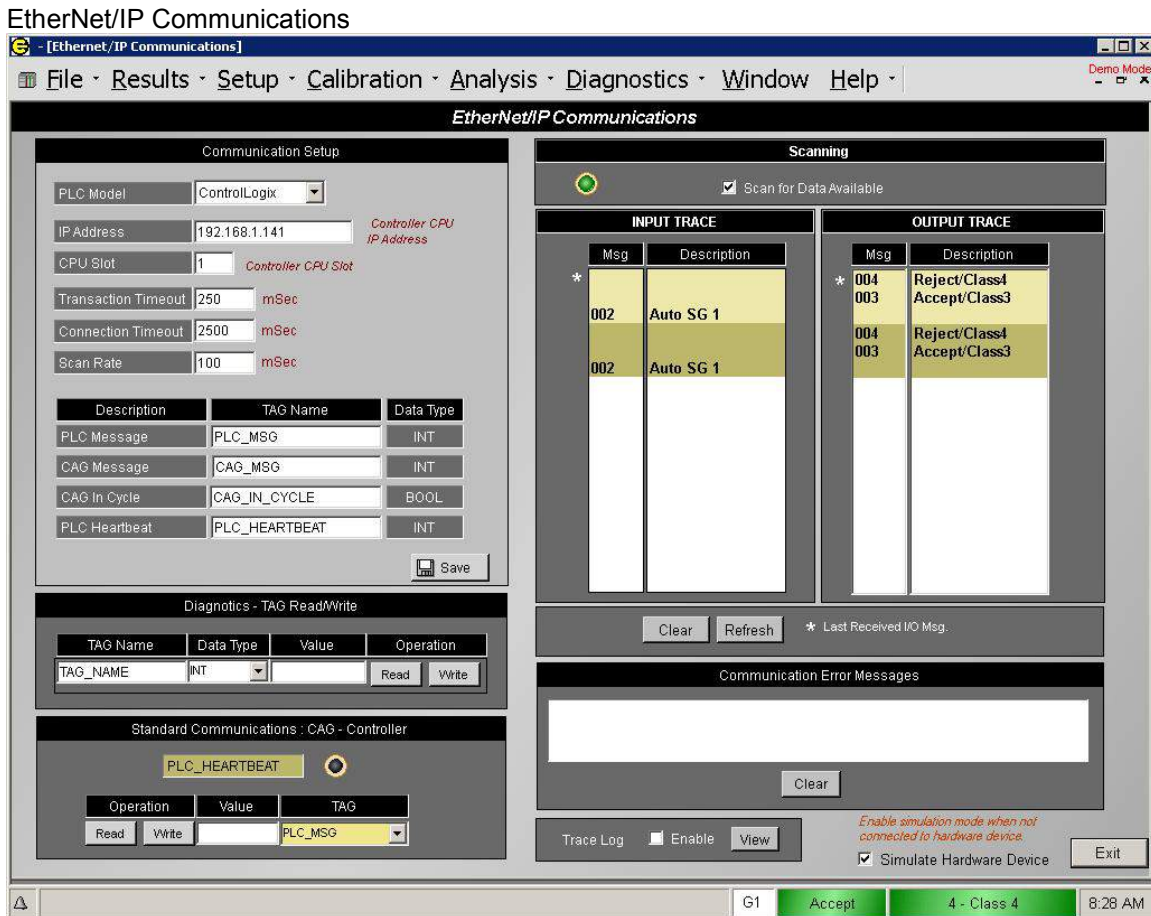 EtherNet/IP Communications
- [Ethernet/IP Communications]
File Results Setup Calibration Analysis Diagnostics Window Help
Demo Mode
EtherNet/IP Communications
Communication Setup
PLC Model ControlLogix
IP Address 192.168.1.141 Controller CPU IP Address
CPU Slot 1 Controller CPU Slot
Transaction Timeout 250 mSec
Connection Timeout 2500 mSec
Scan Rate 100 mSec
Description TAG Name Data Type
PLC Message PLC_MSG INT
CAG Message CAG_MSG INT
CAG In Cycle CAG_IN_CYCLE BOOL
PLC Heartbeat PLC_HEARTBEAT INT
Save
Diagnotics - TAG Read/Write
TAG Name Data Type Value Operation
TAG_NAME INT Read Write
Standard Communications : CAG - Controller
PLC_HEARTBEAT
Operation Value TAG
Read Write PLC_MSG
Scanning
Scan for Data Available
INPUT TRACE
Msg Description
*
002 Auto SG 1
002 Auto SG 1
OUTPUT TRACE
Msg Description
* 004 Reject/Class4
003 Accept/Class3
004 Reject/Class4
003 Accept/Class3
Clear Refresh * Last Received I/O Msg.
Communication Error Messages
Clear
Trace Log Enable View
Enable simulation mode when not
connected to hardware device.
Simulate Hardware Device
Exit
G1 Accept 4 - Class 4 8:28 AM